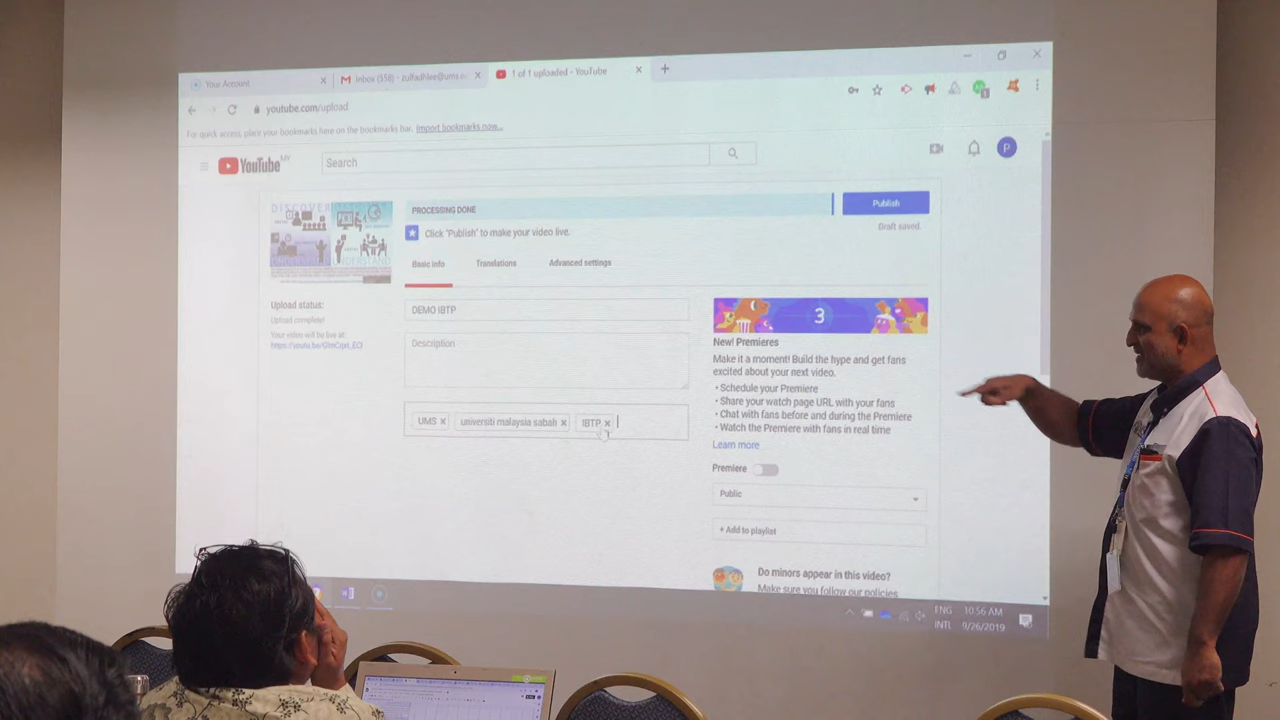 Your Account
Inbox (558) - zulfadhlee@ums.e
1 of 1 uploaded - YouTube
youtube.com/upload
For quick access, place your bookmarks here on the bookmarks bar. Import bookmarks now...
YouTube MY
Search
P
DISCOVER
PROCESSING DONE
Publish
Click "Publish" to make your video live.
Draft saved.
Basic info
Translations
Advanced settings
Upload status:
Upload complete!
Your video will be live at:
DEMO IBTP
Description
UMS
universiti malaysia sabah
IBTP
3
New! Premieres
Make it a moment! Build the hype and get fans
excited about your next video.
• Schedule your Premiere
• Share your watch page URL with your fans
• Chat with fans before and during the Premiere
• Watch the Premiere with fans in real time
Learn more
Premiere
Public
+ Add to playlist
Do minors appear in this video?
Make sure you follow our policies
ENG
INTL
10:56 AM
9/26/2019